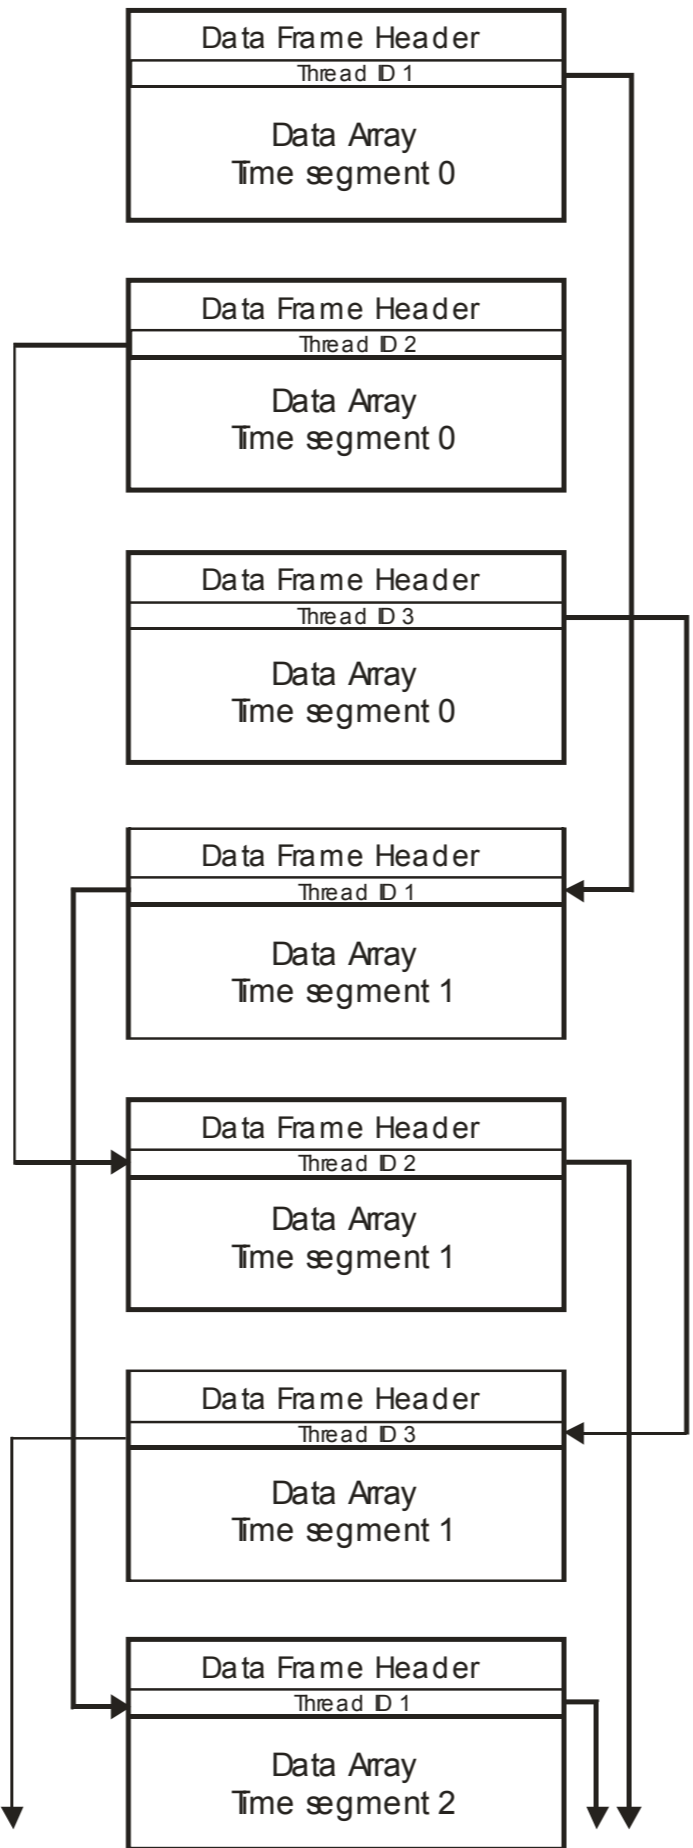 Data Frame Header
Thread ID 1
Data Array
Time segment 0
Data Frame Header
Thread ID 2
Data Array
Time segment 0
Data Frame Header
Thread ID 3
Data Array
Time segment 0
Data Frame Header
Thread ID 1
Data Array
Time segment 1
Data Frame Header
Thread ID 2
Data Array
Time segment 1
Data Frame Header
Thread ID 3
Data Array
Time segment 1
Data Frame Header
Thread ID 1
Data Array
Time segment 2